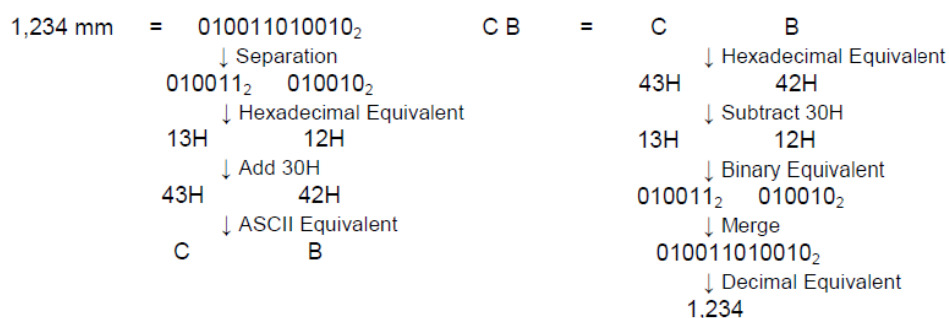 1,234 mm = 010011010010₂
↓ Separation
010011₂ 010010₂
↓ Hexadecimal Equivalent
13H 12H
↓ Add 30H
43H 42H
↓ ASCII Equivalent
C B
C B = C B
↓ Hexadecimal Equivalent
43H 42H
↓ Subtract 30H
13H 12H
↓ Binary Equivalent
010011₂ 010010₂
↓ Merge
010011010010₂
↓ Decimal Equivalent
1,234